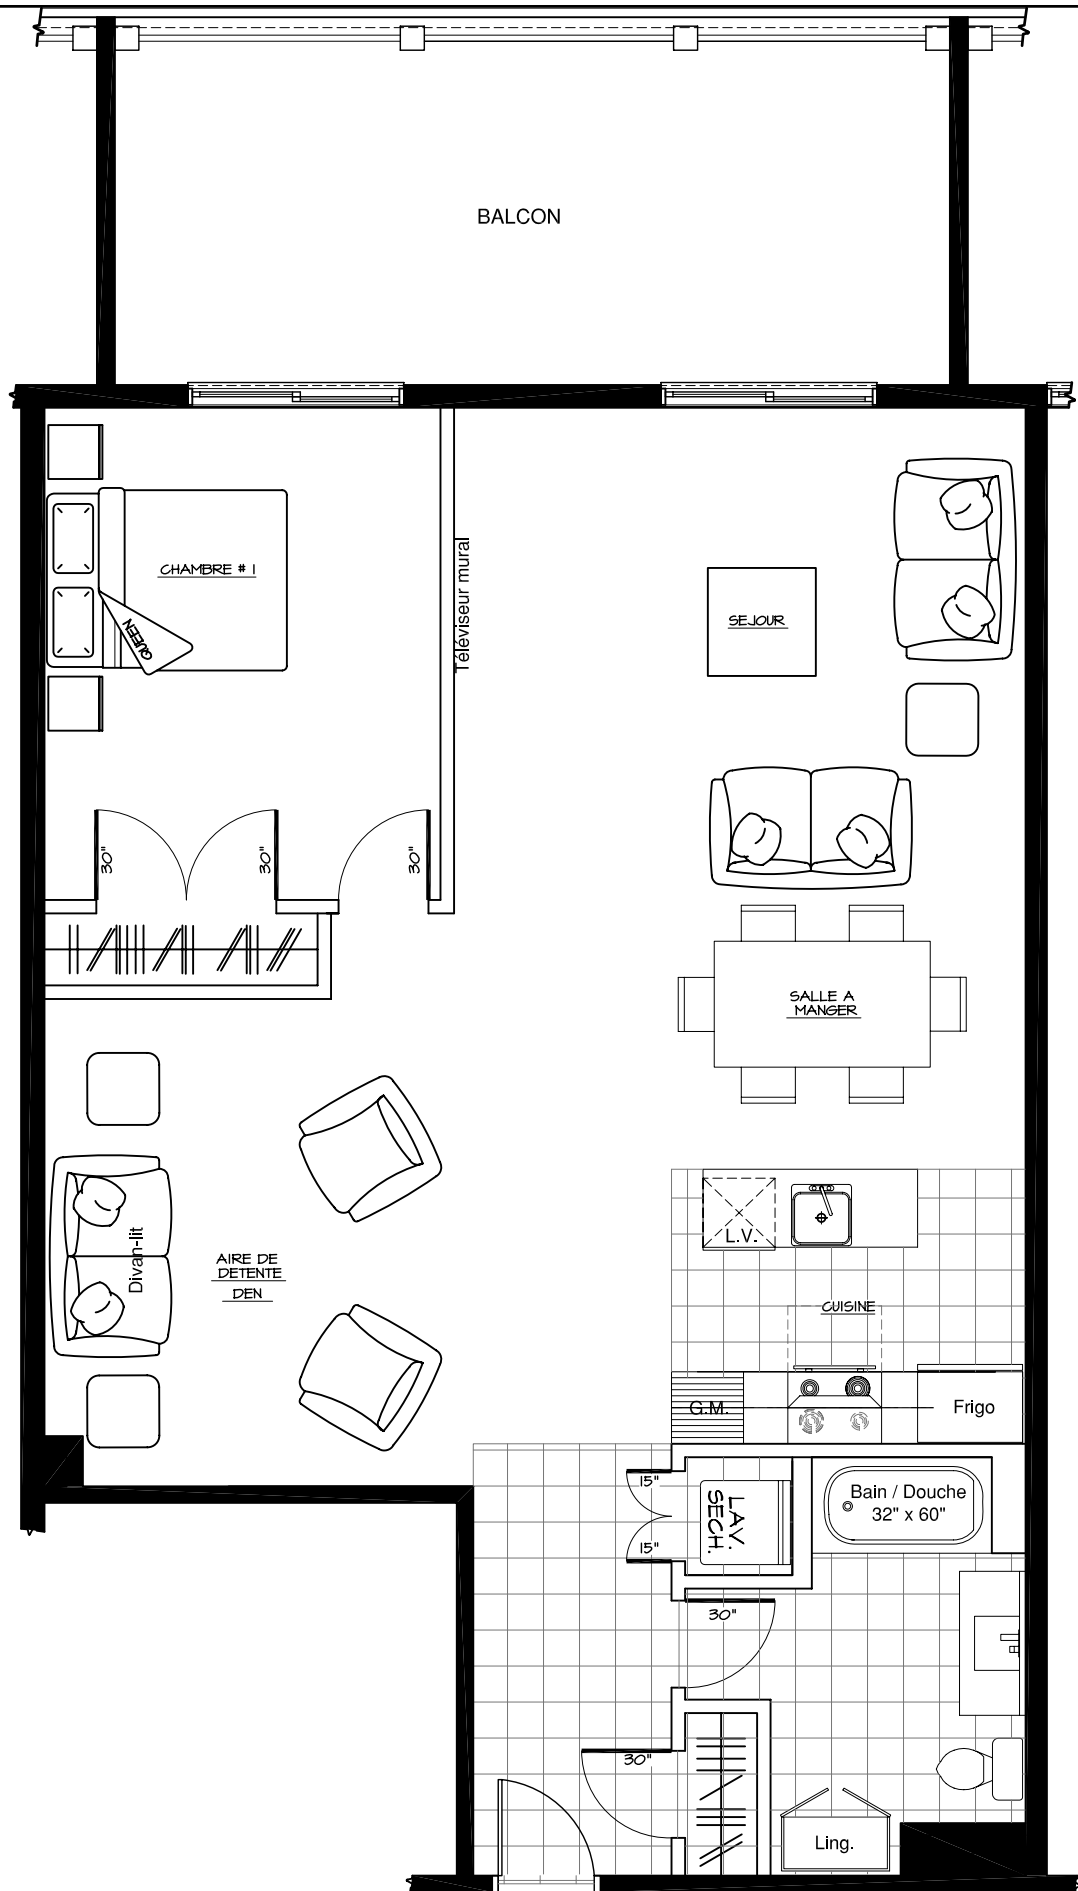 BALCON
CHAMBRE # 1
QUEEN
Téléviseur mural
SEJOUR
30"
30"
30"
SALLE A
MANGER
Divan-lit
AIRE DE
DETENTE
DEN
L.V.
CUISINE
G.M.
Frigo
15"
15"
LAV.
SECH.
Bain / Douche
32" x 60"
30"
30"
Ling.